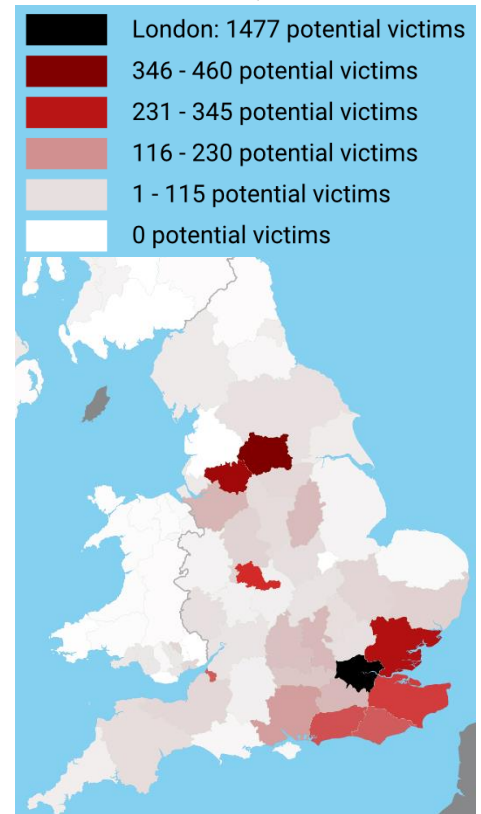 London: 1477 potential victims
346 - 460 potential victims
231 - 345 potential victims
116 - 230 potential victims
1 - 115 potential victims
0 potential victims